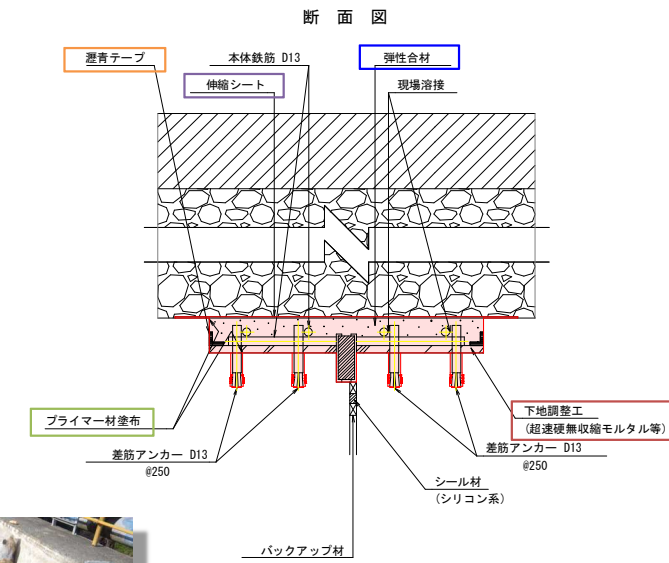 断面図
瀝青テープ
本体鉄筋 D13
弾性合材
伸縮シート
現場溶接
プライマー材塗布
下地調整工
(超速硬無収縮モルタル等)
差筋アンカー D13
@250
差筋アンカー D13
@250
シール材
(シリコン系)
バックアップ材